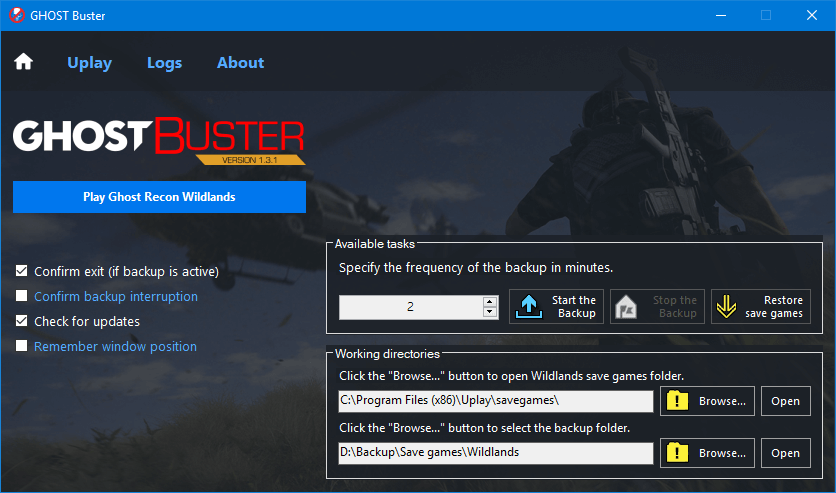 GHOST Buster
Uplay
Logs
About
GHOST BUSTER
VERSION 1.3.1
Play Ghost Recon Wildlands
Confirm exit (if backup is active)
Confirm backup interruption
Check for updates
Remember window position
Available tasks
Specify the frequency of the backup in minutes.
2
Start the
Backup
Stop the
Backup
Restore
save games
Working directories
Click the "Browse..." button to open Wildlands save games folder.
C:\Program Files (x86)\Uplay\savegames\
Browse...
Open
Click the "Browse..." button to select the backup folder.
D:\Backup\Save games\Wildlands
Browse...
Open